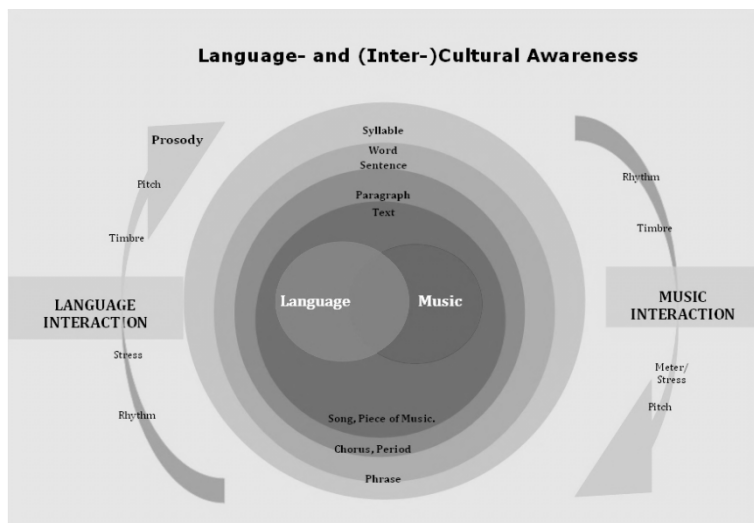 Language- and (Inter-)Cultural Awareness
Prosody
Pitch
Timbre
LANGUAGE
INTERACTION
Stress
Rhythm
Syllable
Word
Sentence
Paragraph
Text
Language
Music
Song, Piece of Music.
Chorus, Period
Phrase
Rhythm
Timbre
MUSIC
INTERACTION
Meter/
Stress
Pitch